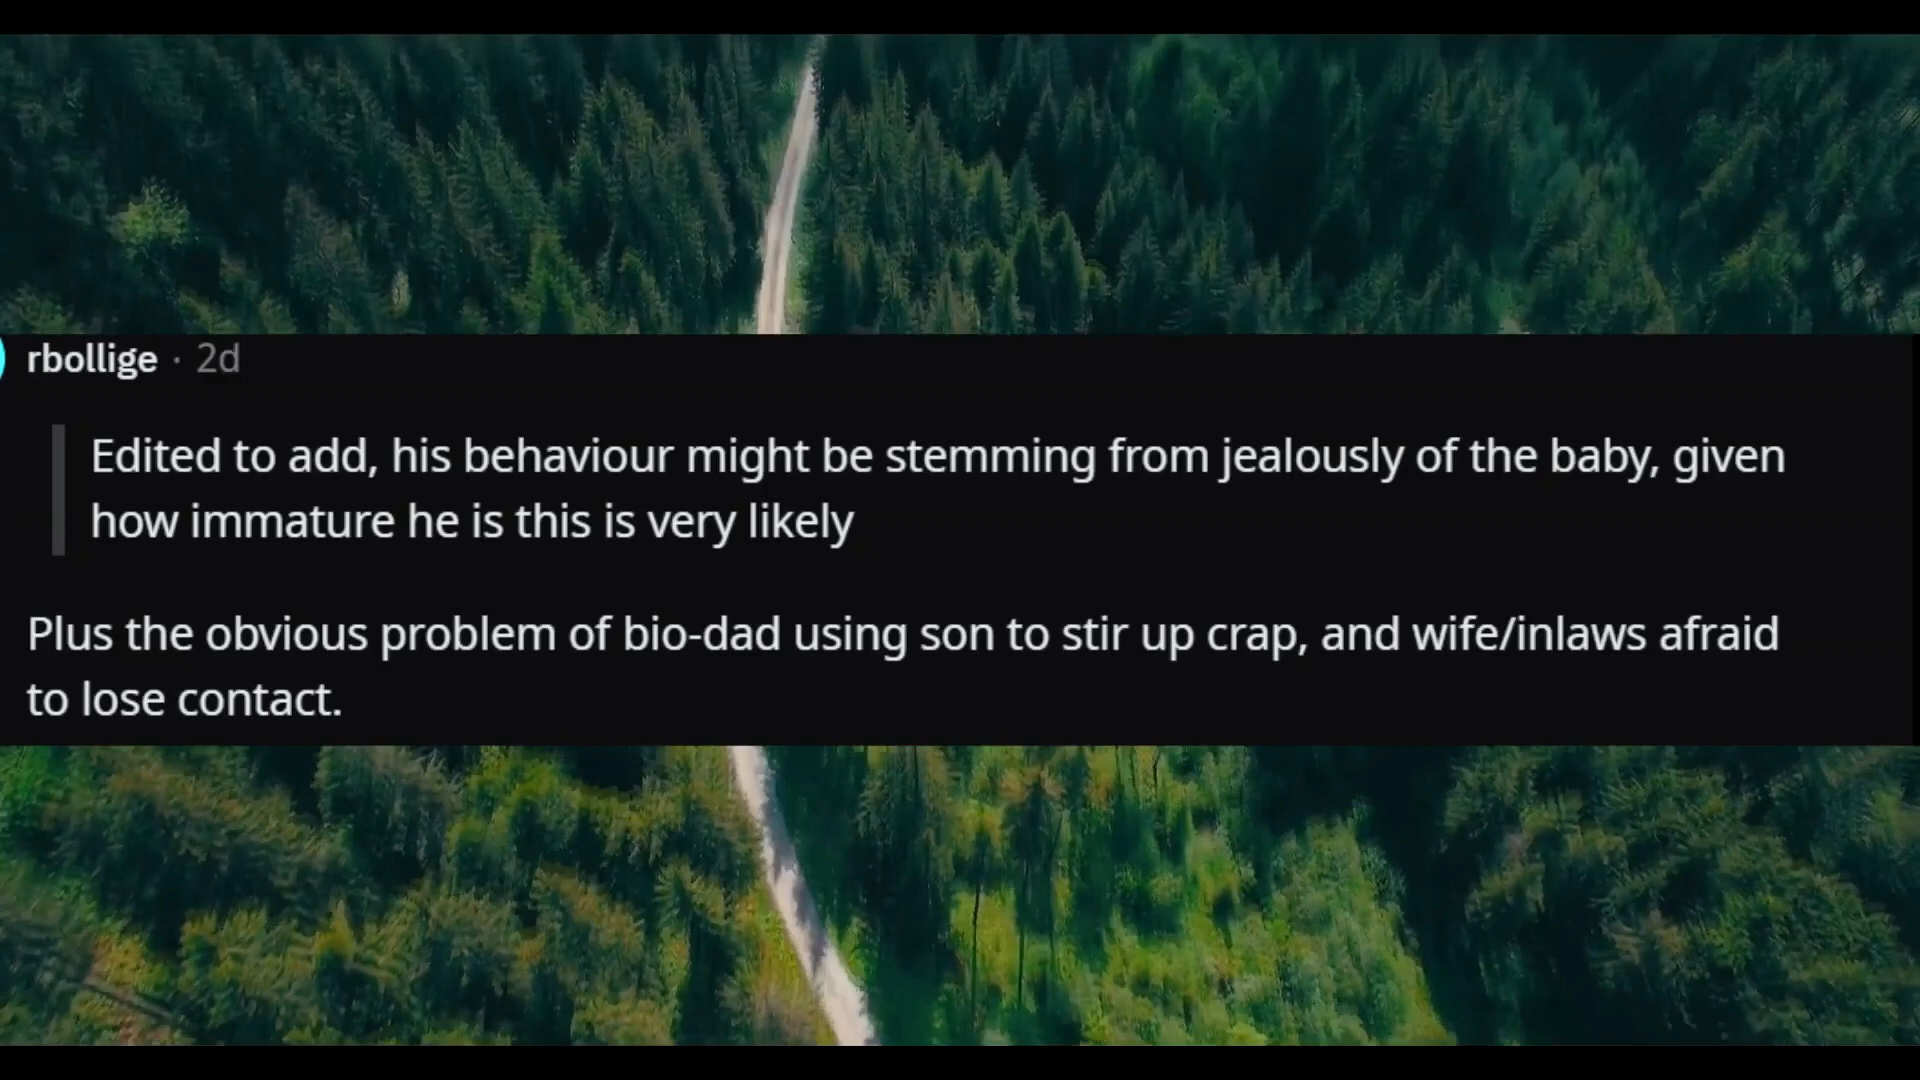 rbollige · 2d
Edited to add, his behaviour might be stemming from jealously of the baby, given
how immature he is this is very likely
Plus the obvious problem of bio-dad using son to stir up crap, and wife/inlaws afraid
to lose contact.